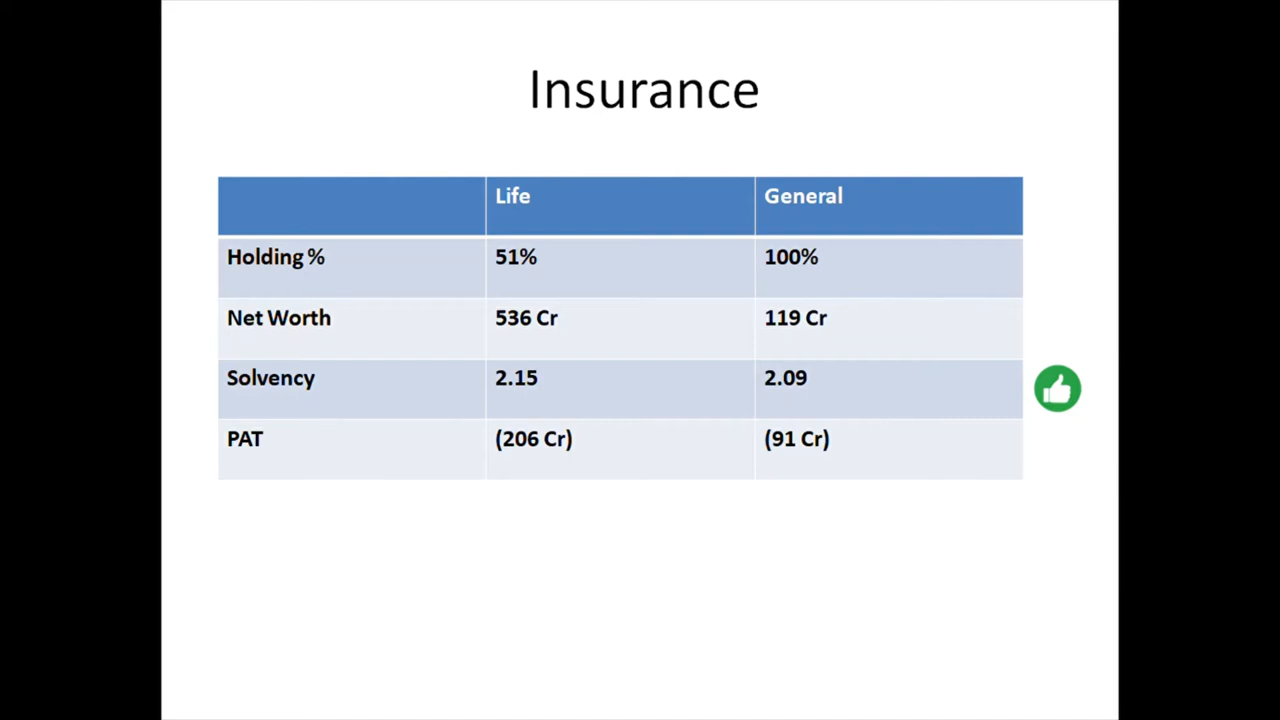 Insurance
Life General
Holding % 51% 100%
Net Worth 536 Cr 119 Cr
Solvency 2.15 2.09
PAT (206 Cr) (91 Cr)